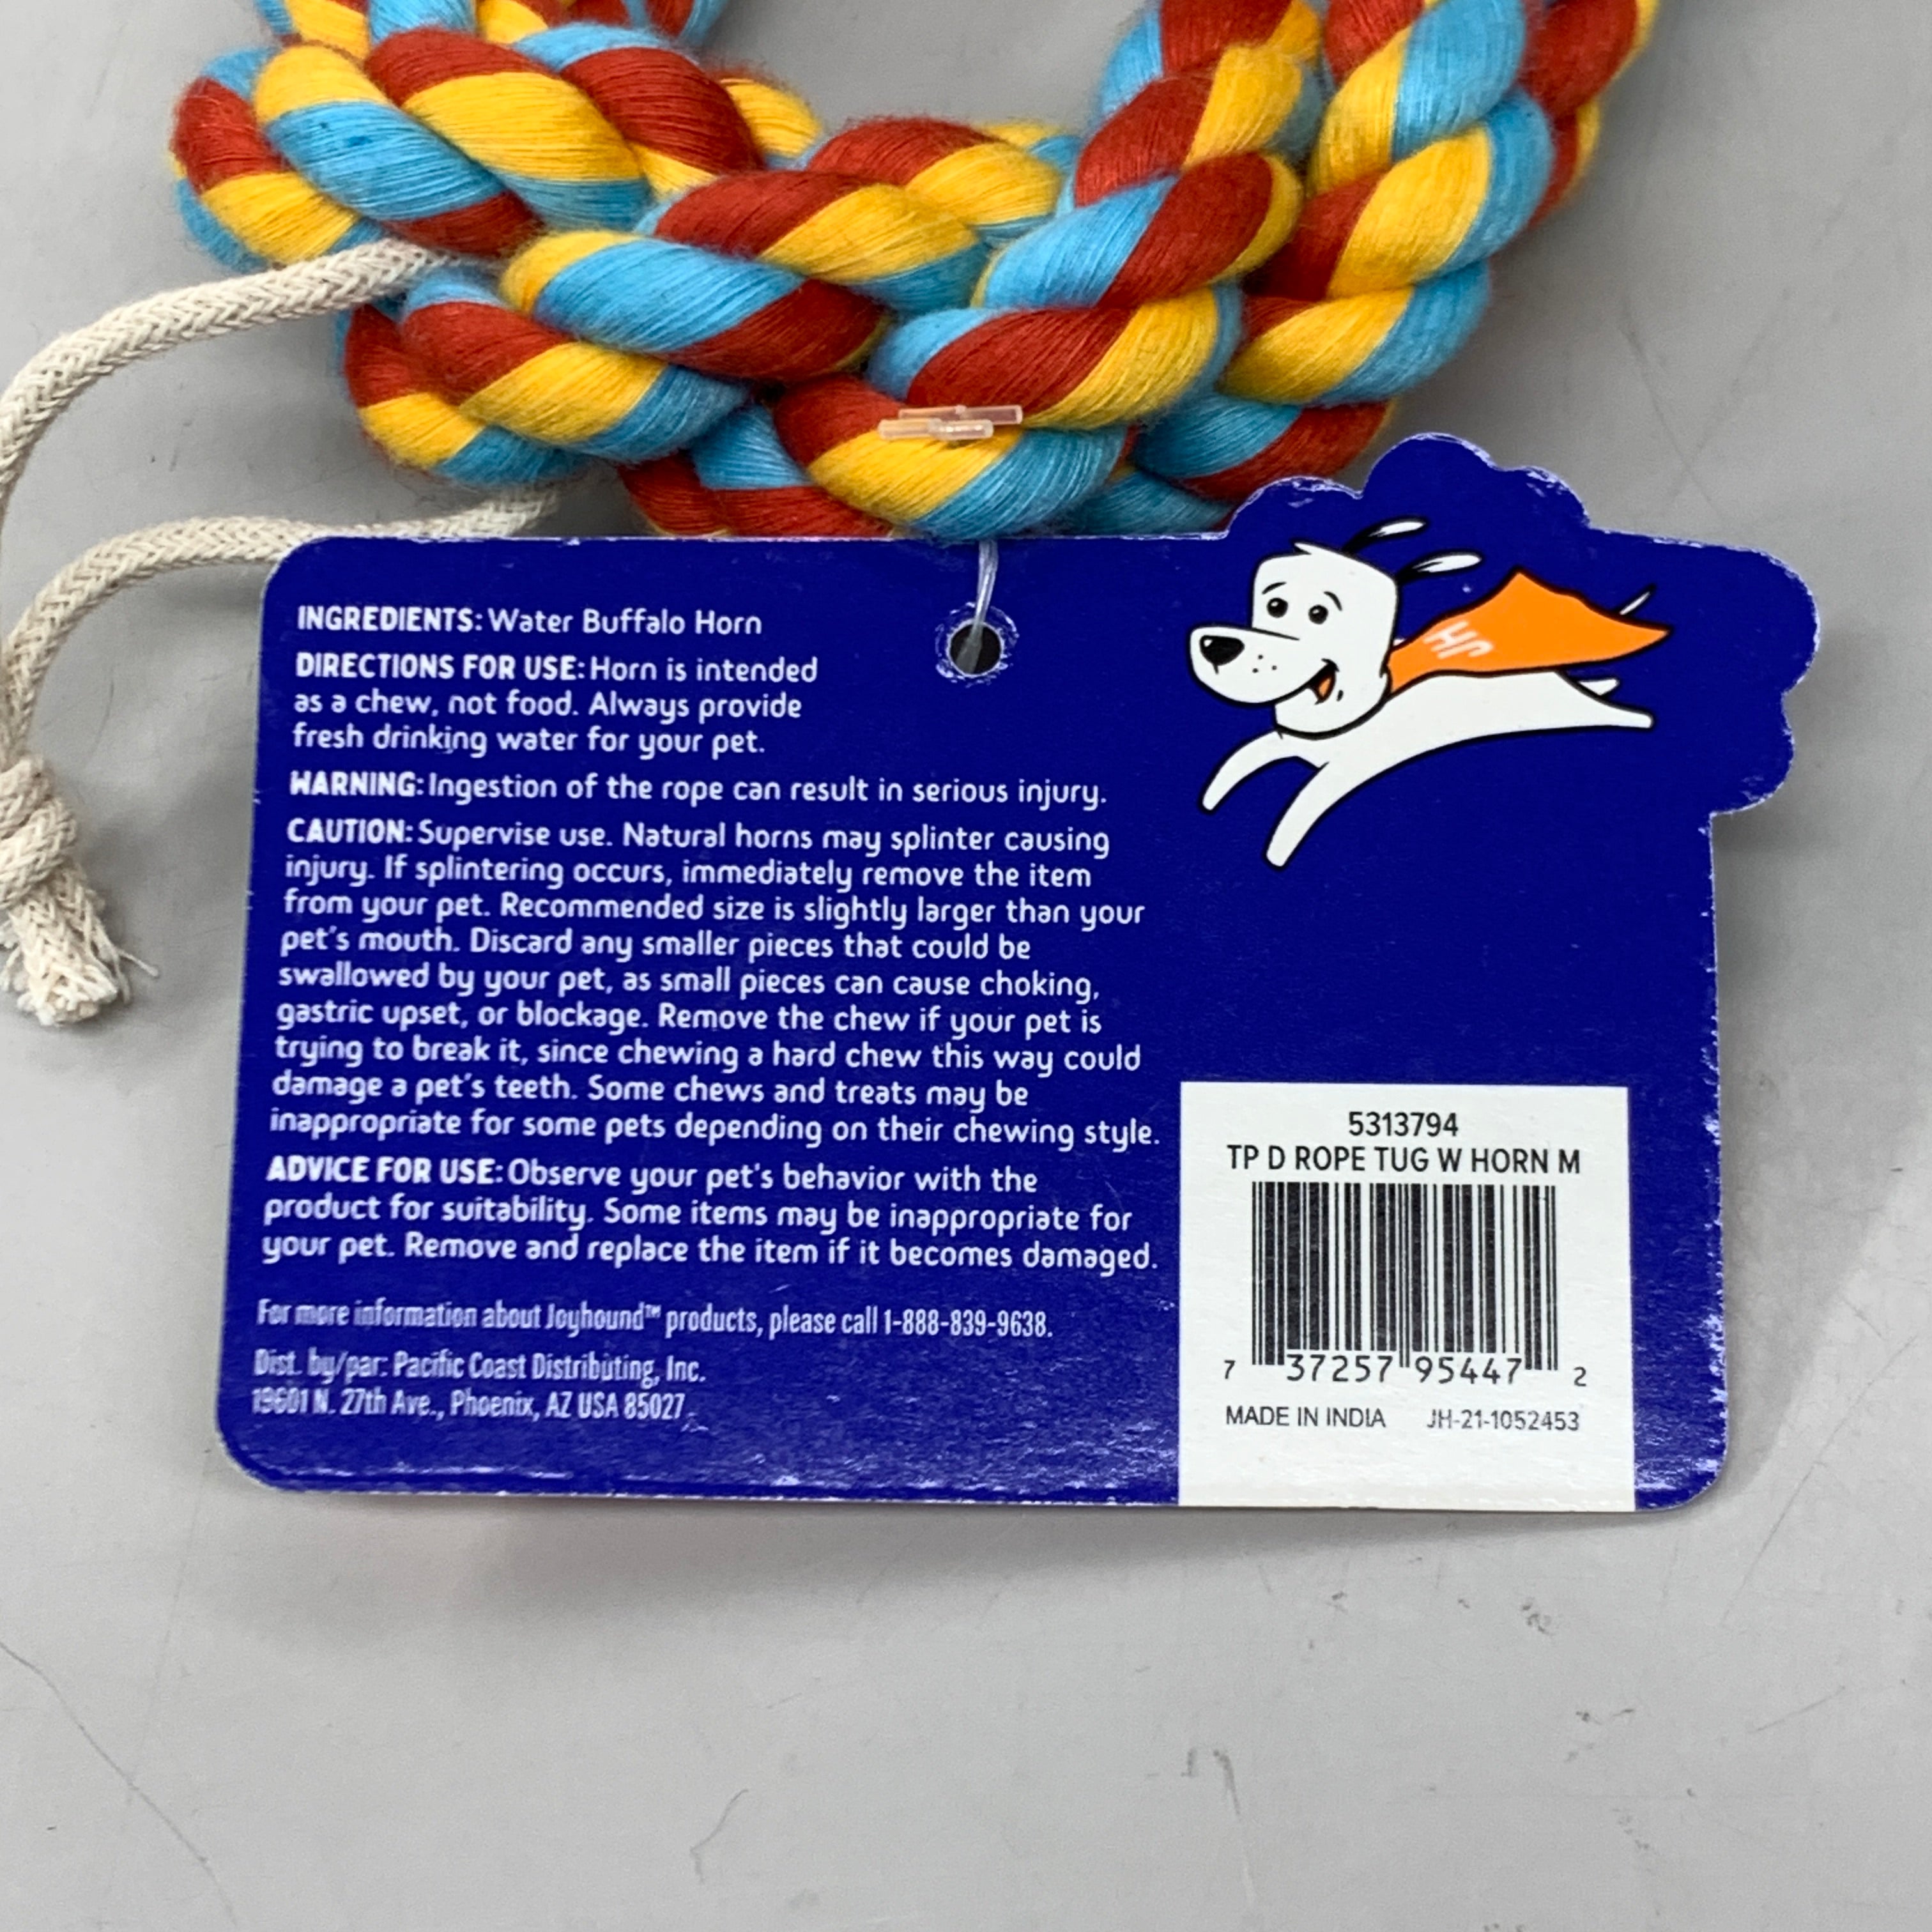 INGREDIENTS: Water Buffalo Horn
DIRECTIONS FOR USE: Horn is intended
as a chew, not food. Always provide
fresh drinking water for your pet.
WARNING: Ingestion of the rope can result in serious injury.
CAUTION: Supervise use. Natural horns may splinter causing
injury. If splintering occurs, immediately remove the item
from your pet. Recommended size is slightly larger than your
pet's mouth. Discard any smaller pieces that could be
swallowed by your pet, as small pieces can cause choking,
gastric upset, or blockage. Remove the chew if your pet is
trying to break it, since chewing a hard chew this way could
damage a pet's teeth. Some chews and treats may be
inappropriate for some pets depending on their chewing style.
ADVICE FOR USE: Observe your pet's behavior with the
product for suitability. Some items may be inappropriate for
your pet. Remove and replace the item if it becomes damaged.
For more information about Joyhound™ products, please call 1-888-839-9638.
Dist. by/par: Pacific Coast Distributing, Inc.
19601 N. 27th Ave., Phoenix, AZ USA 85027
JH
5313794
TP D ROPE TUG W HORN M
7 37257 95447 2
MADE IN INDIA JH-21-1052453